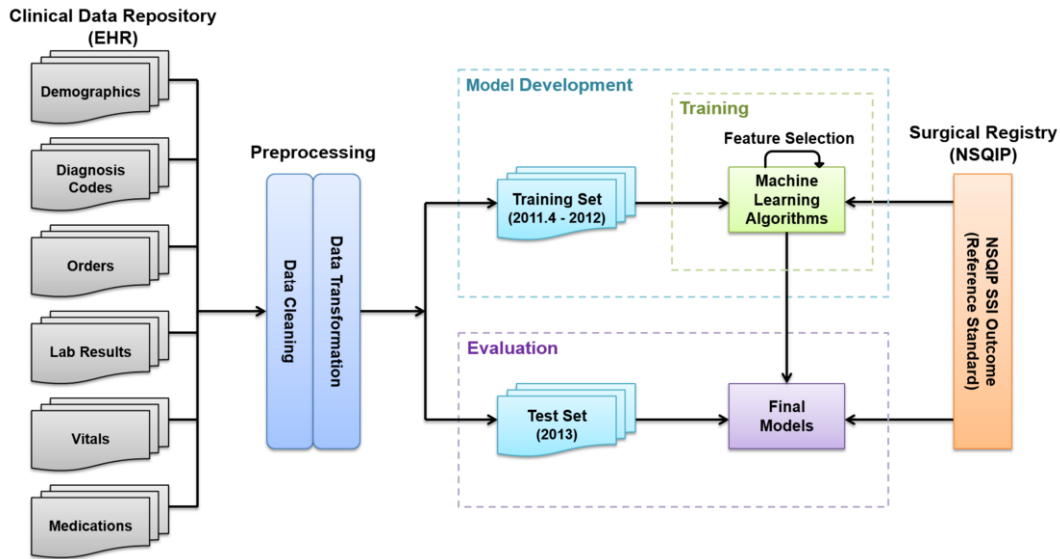 Clinical Data Repository
(EHR)
Demographics
Diagnosis
Codes
Orders
Lab Results
Vitals
Medications
Preprocessing
Data Cleaning
Data Transformation
Model Development
Training
Feature Selection
Training Set
(2011.4 - 2012)
Machine
Learning
Algorithms
Evaluation
Test Set
(2013)
Final
Models
Surgical Registry
(NSQIP)
NSQIP SSI Outcome
(Reference Standard)